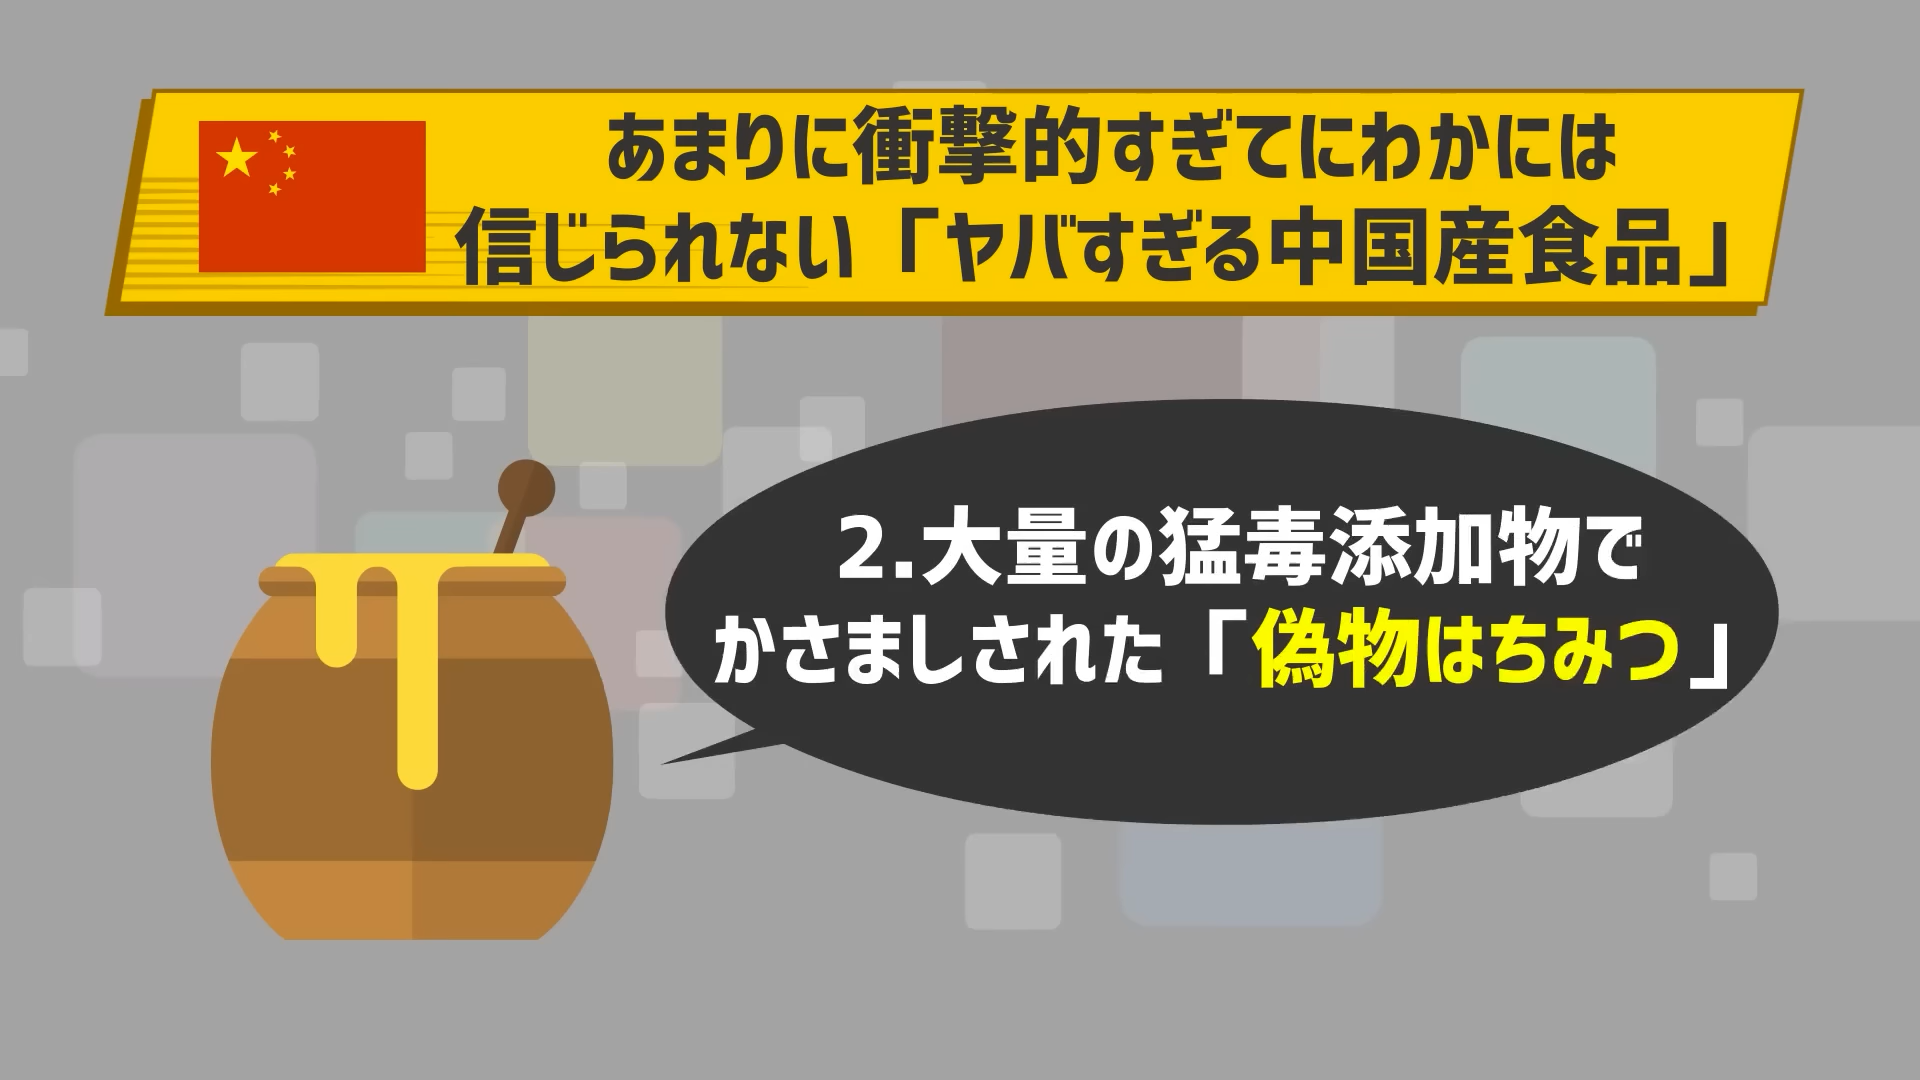 あまりに衝撃的すぎてにわかには
信じられない「ヤバすぎる中国産食品」
2.大量の猛毒添加物で
かさましされた「偽物はちみつ」